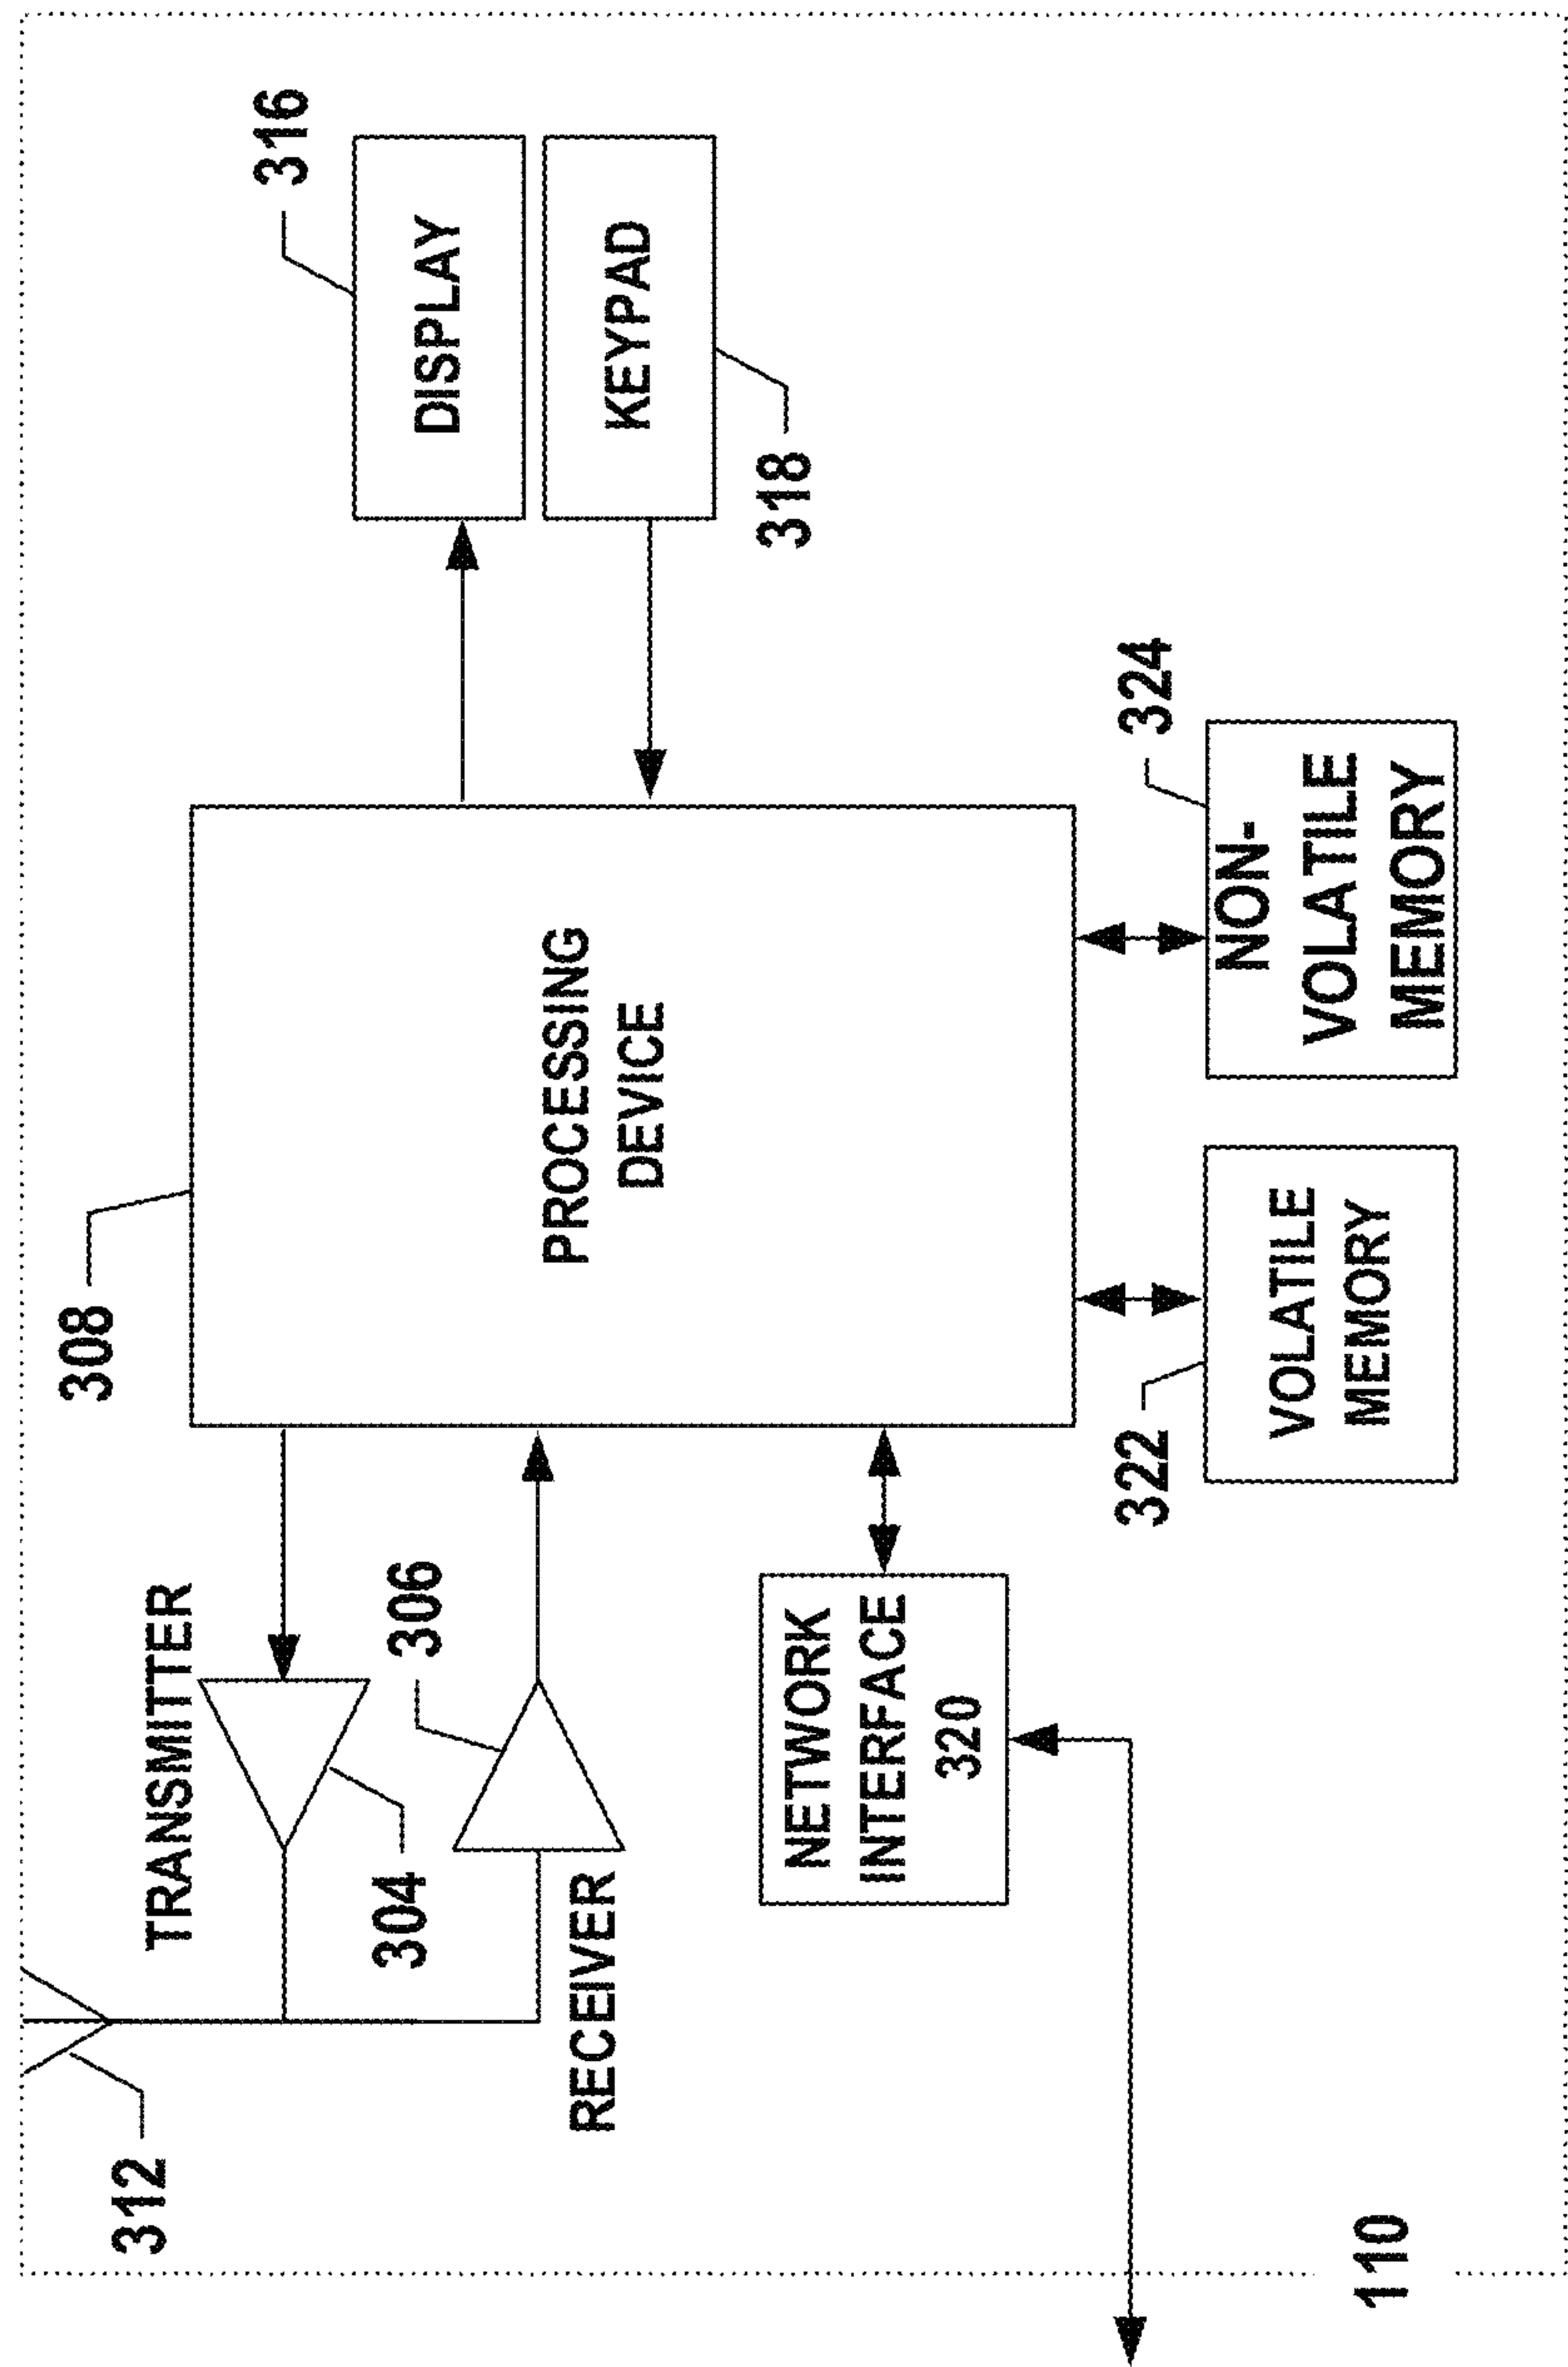 312
TRANSMITTER
304
306
RECEIVER
308
PROCESSING
DEVICE
316
DISPLAY
KEYPAD
318
NETWORK
INTERFACE
320
322
VOLATILE
MEMORY
324
NON-
VOLATILE
MEMORY
110